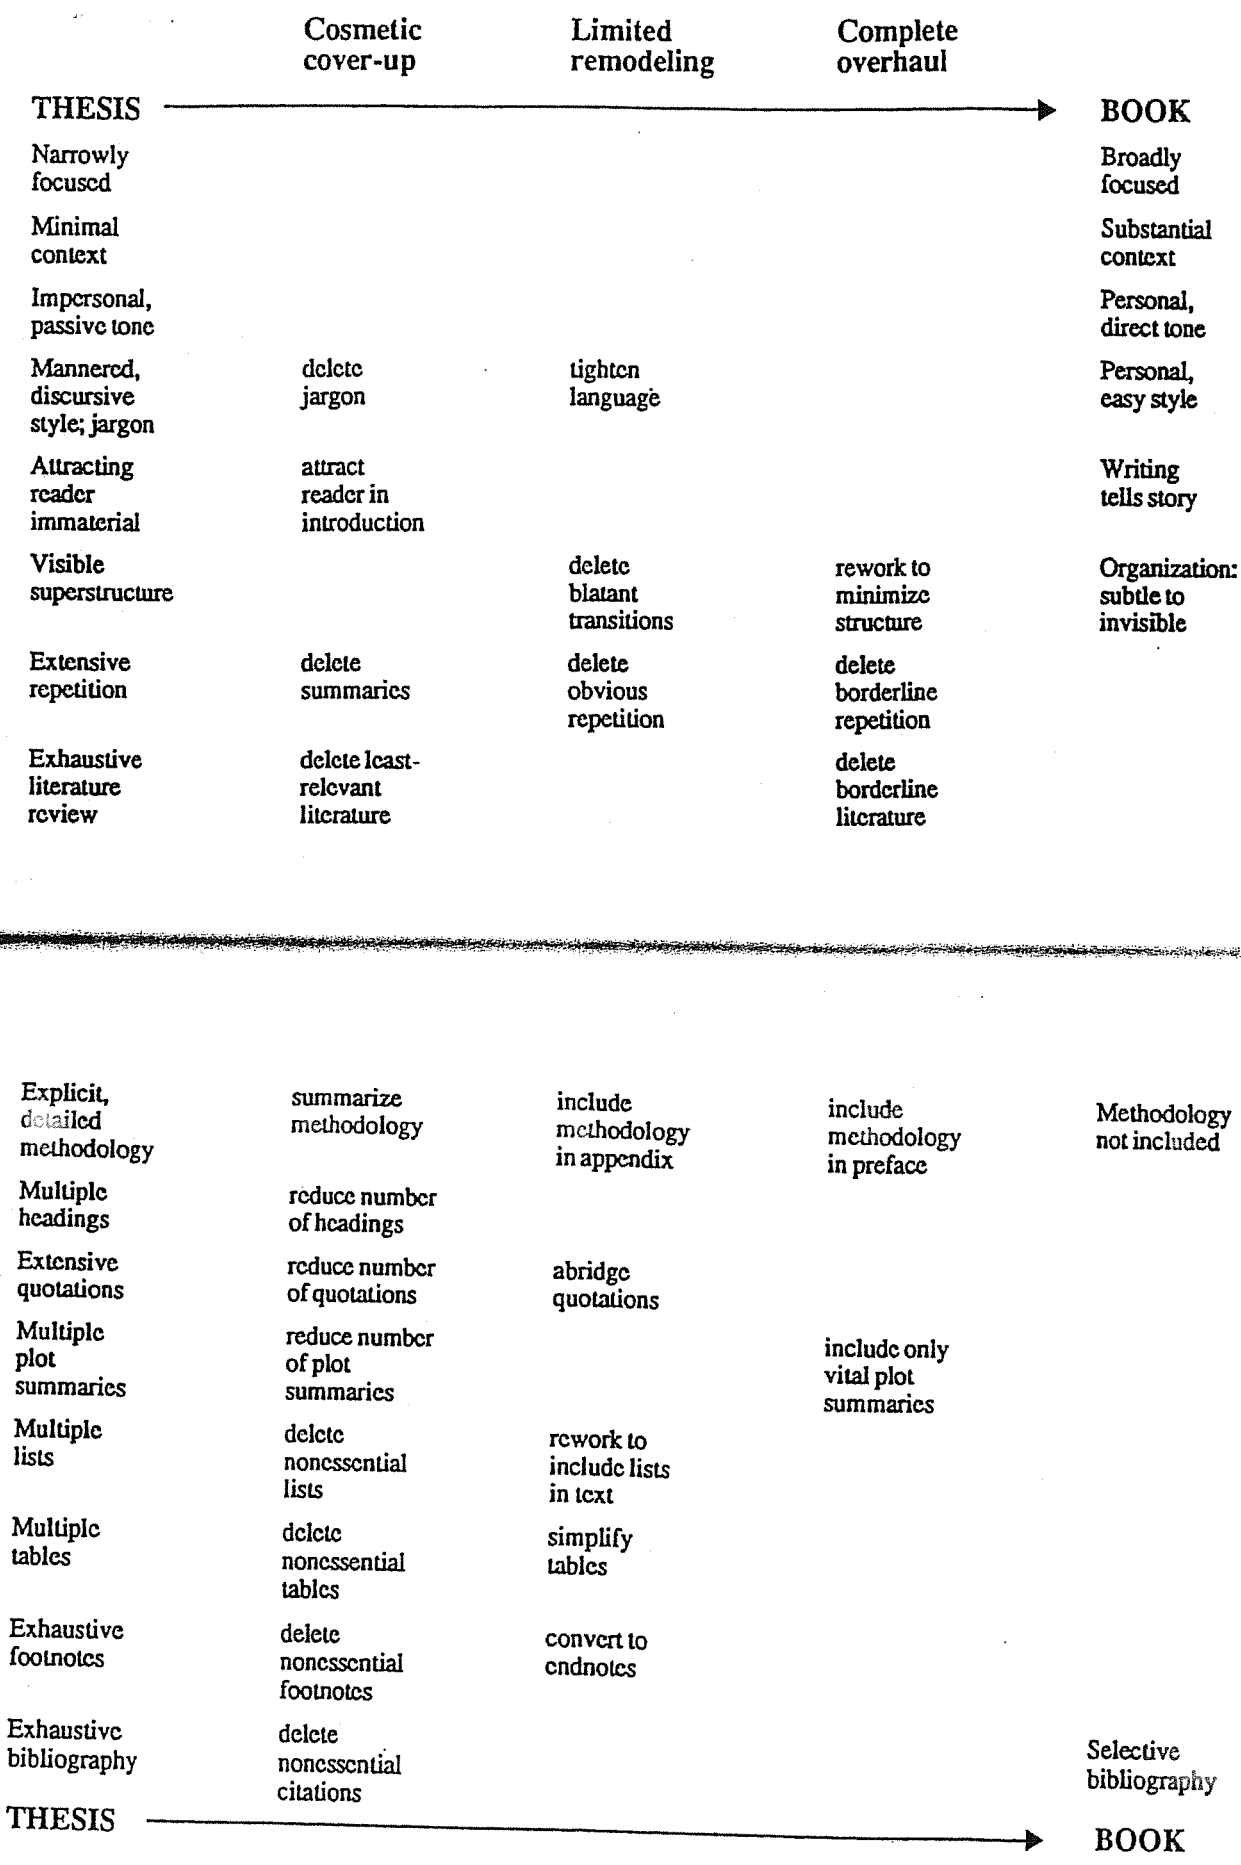 Cosmetic
cover-up
Limited
remodeling
Complete
overhaul
THESIS
BOOK
Narrowly
focused
Broadly
focused
Minimal
context
Substantial
context
Impersonal,
passive tone
Personal,
direct tone
Mannered,
discursive
style; jargon
delete
jargon
tighten
language
Personal,
easy style
Attracting
reader
immaterial
attract
reader in
introduction
Writing
tells story
Visible
superstructure
delete
blatant
transitions
rework to
minimize
structure
Organization:
subtle to
invisible
Extensive
repetition
delete
summaries
delete
obvious
repetition
delete
borderline
repetition
Exhaustive
literature
review
delete least-
relevant
literature
delete
borderline
literature
Explicit,
detailed
methodology
summarize
methodology
include
methodology
in appendix
include
methodology
in preface
Methodology
not included
Multiple
headings
reduce number
of headings
Extensive
quotations
reduce number
of quotations
abridge
quotations
Multiple
plot
summaries
reduce number
of plot
summaries
include only
vital plot
summaries
Multiple
lists
delete
nonessential
lists
rework to
include lists
in text
Multiple
tables
delete
nonessential
tables
simplify
tables
Exhaustive
footnotes
delete
nonessential
footnotes
convert to
endnotes
Exhaustive
bibliography
delete
nonessential
citations
Selective
bibliography
THESIS
BOOK